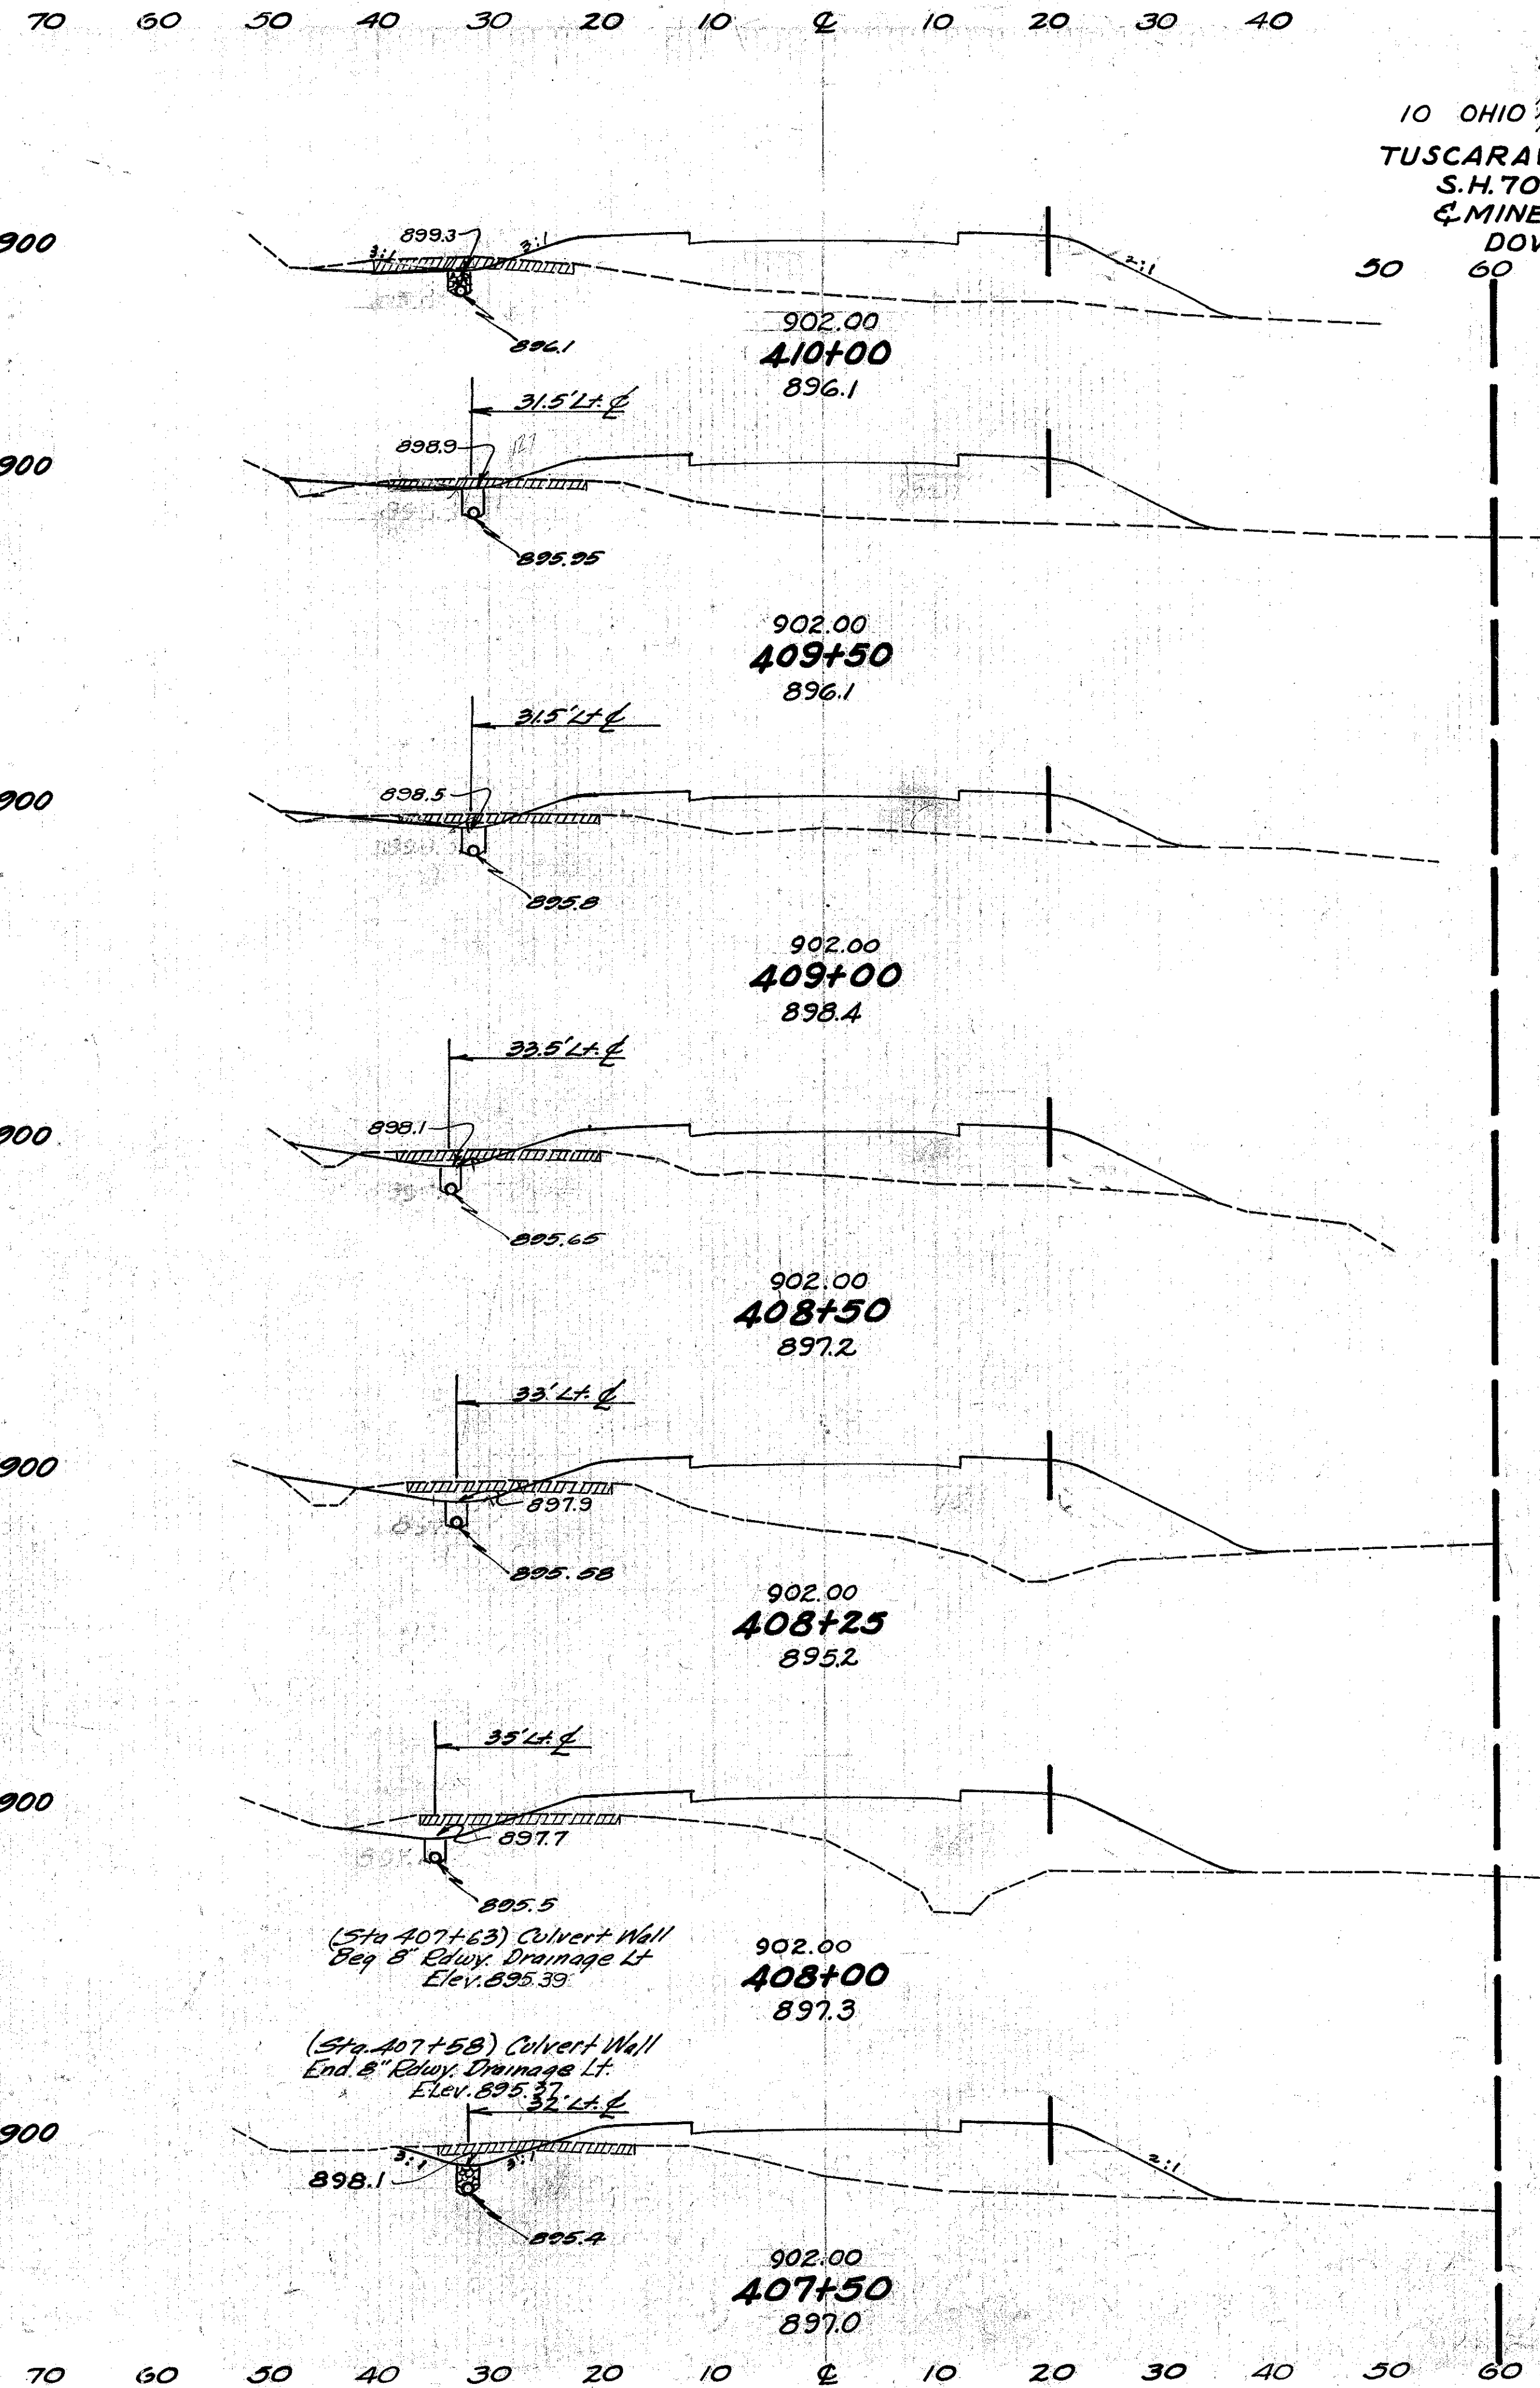 70 60 50 40 30 20 10 ℄ 10 20 30 40
10 OHIO
TUSCARAW
S.H. 70
& MINE
DOV
50 60
900
899.3
3:1
3:1
2:1
896.1
902.00
410+00
896.1
31.5' Lt. ℄
900
898.9
895.95
902.00
409+50
896.1
31.5' Lt ℄
900
898.5
895.8
902.00
409+00
898.4
33.5' Lt. ℄
900
898.1
895.65
902.00
408+50
897.2
33' Lt. ℄
900
897.9
895.58
902.00
408+25
895.2
35' Lt. ℄
900
897.7
895.5
(Sta 407+63) Culvert Wall
Beg 8" Rdwy. Drainage Lt
Elev. 895.39
902.00
408+00
897.3
(Sta. 407+58) Culvert Wall
End 8" Rdwy. Drainage Lt.
Elev. 895.37
32' Lt. ℄
900
3:1
3:1
2:1
898.1
895.4
902.00
407+50
897.0
70 60 50 40 30 20 10 ℄ 10 20 30 40 50 60